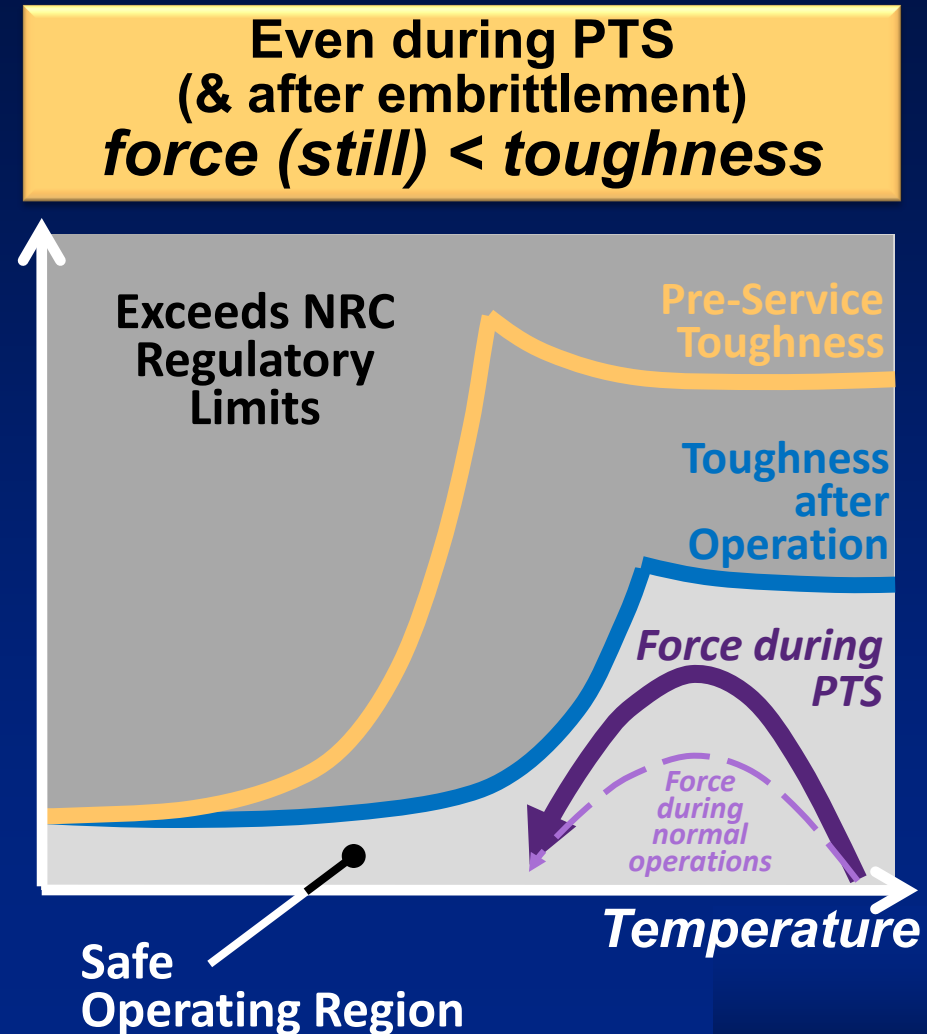 Even during PTS
(& after embrittlement)
force (still) < toughness
Exceeds NRC
Regulatory
Limits
Pre-Service
Toughness
Toughness
after
Operation
Force during
PTS
Force
during
normal
operations
Temperature
Safe
Operating Region